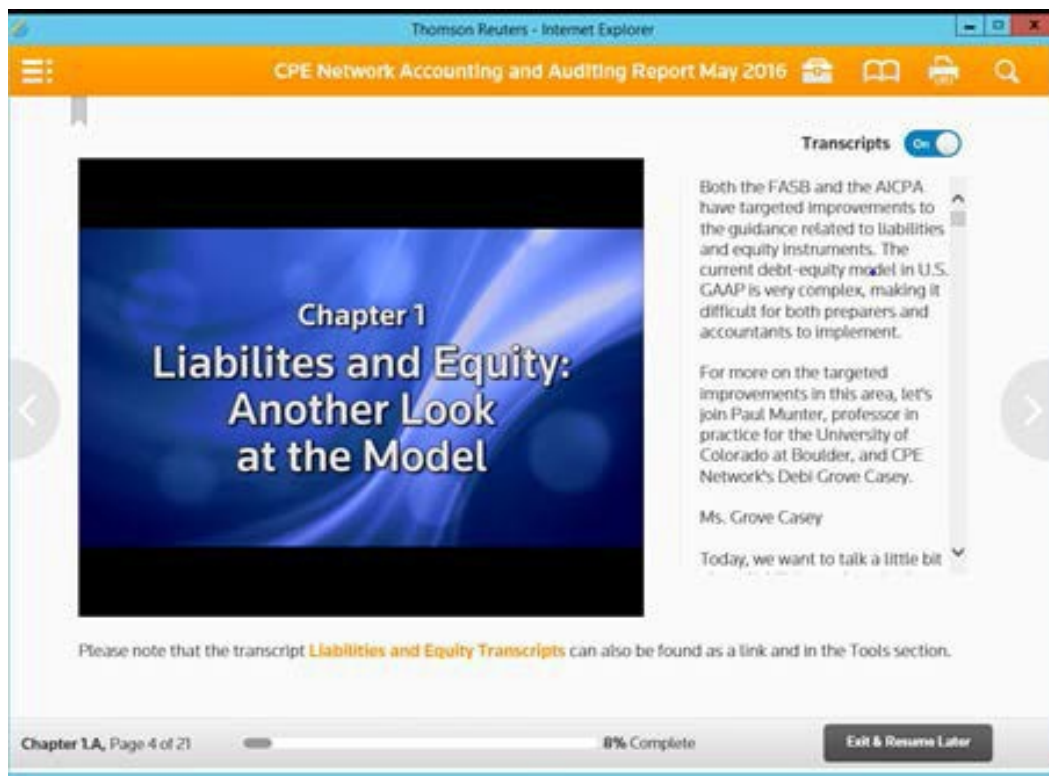 Thomson Reuters - Internet Explorer
CPE Network Accounting and Auditing Report May 2016
Transcripts On
Chapter 1
Liabilites and Equity:
Another Look
at the Model
Both the FASB and the AICPA
have targeted improvements to
the guidance related to liabilities
and equity instruments. The
current debt-equity model in U.S.
GAAP is very complex, making it
difficult for both preparers and
accountants to implement.
For more on the targeted
improvements in this area, let's
join Paul Munter, professor in
practice for the University of
Colorado at Boulder, and CPE
Network's Debi Grove Casey.
Ms. Grove Casey
Today, we want to talk a little bit
Please note that the transcript Liabilities and Equity Transcripts can also be found as a link and in the Tools section.
Chapter 1.A, Page 4 of 21
8% Complete
Exit & Resume Later